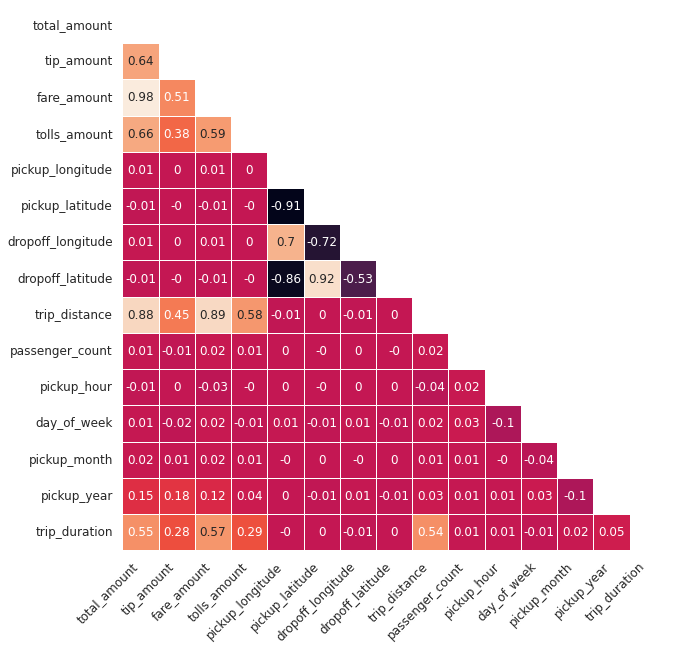 total_amount
tip_amount 0.64
fare_amount 0.98 0.51
tolls_amount 0.66 0.38 0.59
pickup_longitude 0.01 0 0.01 0
pickup_latitude -0.01 -0 -0.01 -0 -0.91
dropoff_longitude 0.01 0 0.01 0 0.7 -0.72
dropoff_latitude -0.01 -0 -0.01 -0 -0.86 0.92 -0.53
trip_distance 0.88 0.45 0.89 0.58 -0.01 0 -0.01 0
passenger_count 0.01 -0.01 0.02 0.01 0 -0 0 -0 0.02
pickup_hour -0.01 0 -0.03 -0 0 -0 0 0 -0.04 0.02
day_of_week 0.01 -0.02 0.02 -0.01 0.01 -0.01 0.01 -0.01 0.02 0.03 -0.1
pickup_month 0.02 0.01 0.02 0.01 -0 0 -0 0 0.01 0.01 -0 -0.04
pickup_year 0.15 0.18 0.12 0.04 0 -0.01 0.01 -0.01 0.03 0.01 0.01 0.03 -0.1
trip_duration 0.55 0.28 0.57 0.29 -0 0 -0.01 0 0.54 0.01 0.01 -0.01 0.02 0.05
total_amount
tip_amount
fare_amount
tolls_amount
pickup_longitude
pickup_latitude
dropoff_longitude
dropoff_latitude
trip_distance
passenger_count
pickup_hour
day_of_week
pickup_month
pickup_year
trip_duration